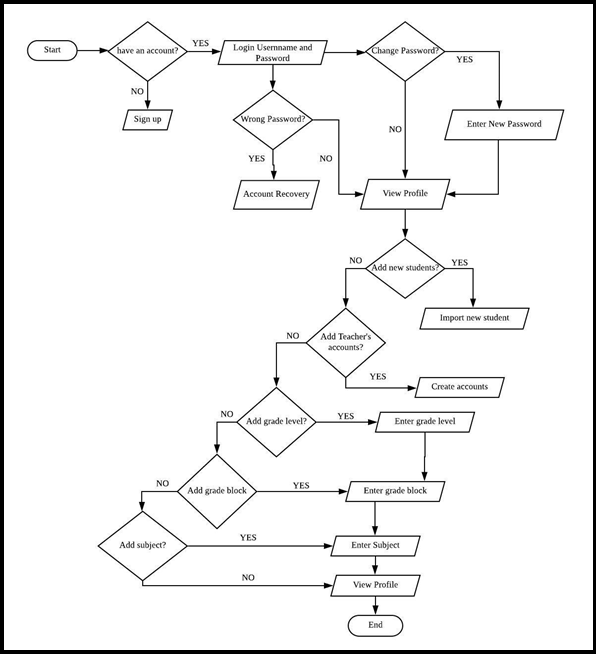 Start
have an account?
YES
Login Usernname and
Password
Change Password?
YES
NO
Sign up
Wrong Password?
NO
Enter New Password
YES
NO
Account Recovery
View Profile
NO
Add new students?
YES
Import new student
Add Teacher's
accounts?
NO
YES
Create accounts
NO
Add grade level?
YES
Enter grade level
NO
Add grade block
YES
Enter grade block
Add subject?
YES
Enter Subject
NO
View Profile
End